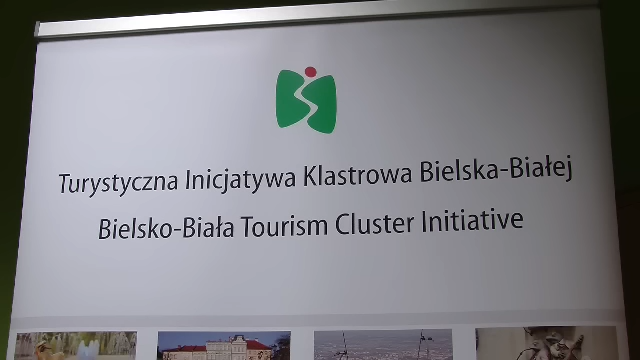 Turystyczna Inicjatywa Klastrowa Bielska-Białej
Bielsko-Biała Tourism Cluster Initiative